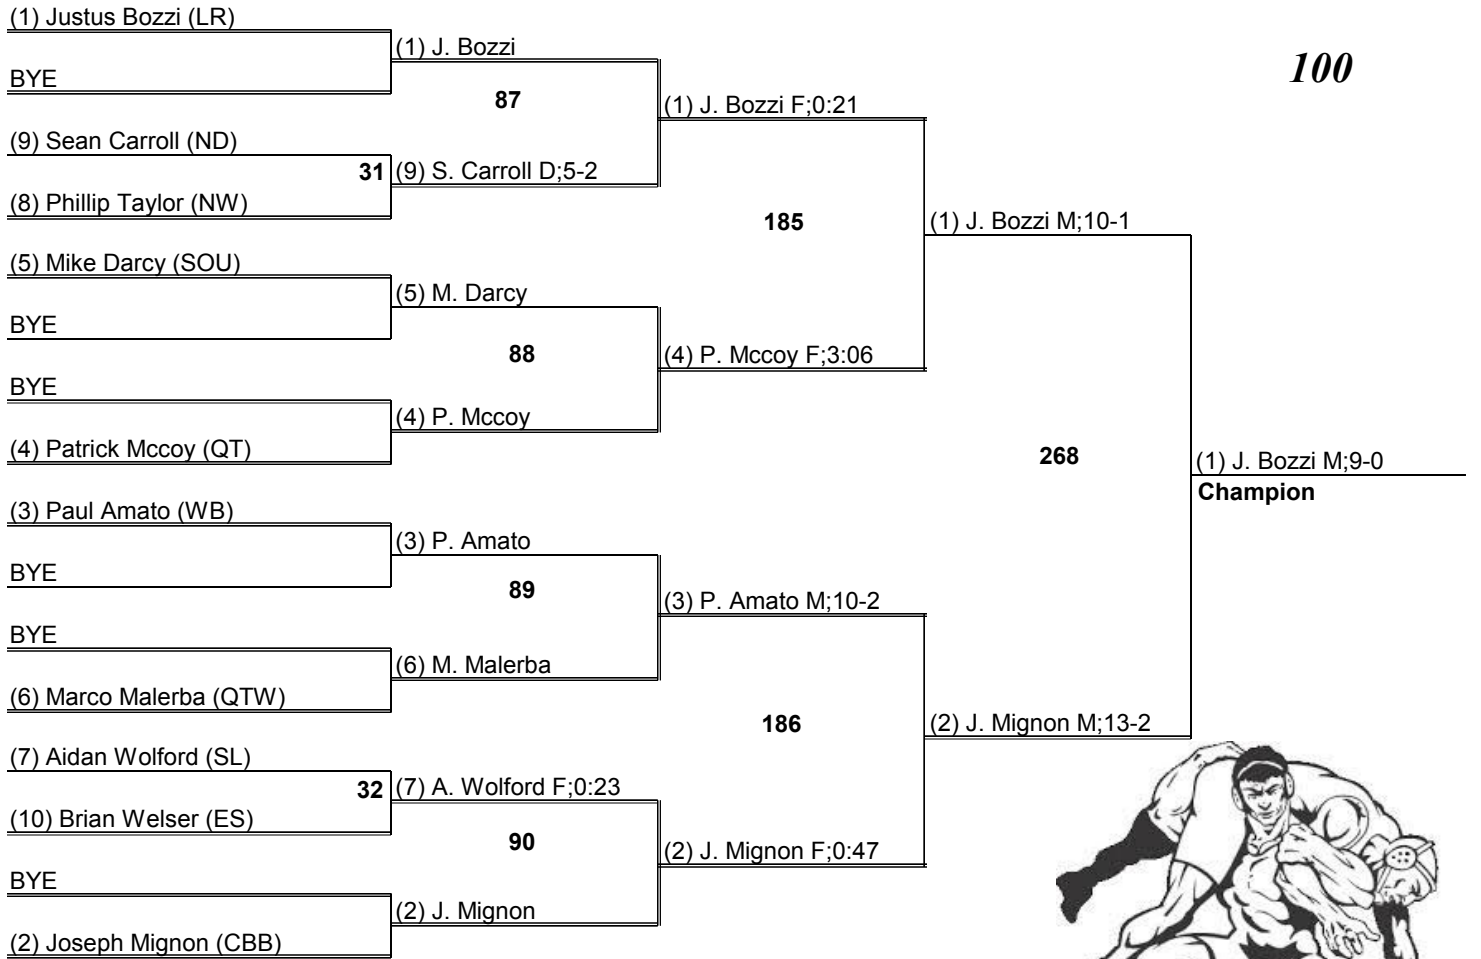 (1) Justus Bozzi (LR)
BYE
(9) Sean Carroll (ND)
(8) Phillip Taylor (NW)
(5) Mike Darcy (SOU)
BYE
BYE
(4) Patrick Mccoy (QT)
(3) Paul Amato (WB)
BYE
BYE
(6) Marco Malerba (QTW)
(7) Aidan Wolford (SL)
(10) Brian Welser (ES)
BYE
(2) Joseph Mignon (CBB)
31
32
(1) J. Bozzi
87
(9) S. Carroll D;5-2
(5) M. Darcy
88
(4) P. Mccoy
(3) P. Amato
89
(6) M. Malerba
(7) A. Wolford F;0:23
90
(2) J. Mignon
(1) J. Bozzi F;0:21
185
(4) P. Mccoy F;3:06
(3) P. Amato M;10-2
186
(2) J. Mignon F;0:47
(1) J. Bozzi M;10-1
268
(2) J. Mignon M;13-2
100
(1) J. Bozzi M;9-0
Champion